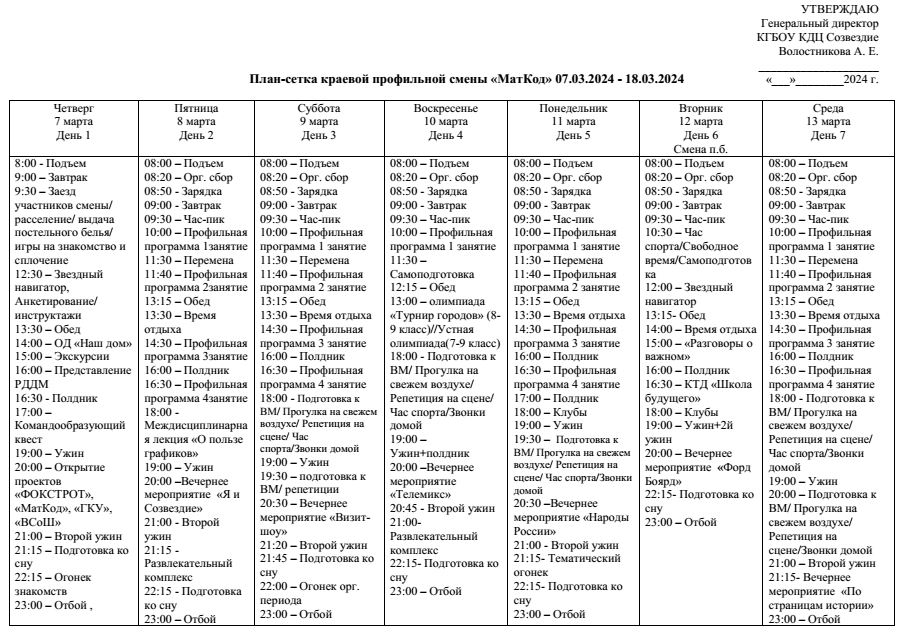 УТВЕРЖДАЮ
Генеральный директор
КГБОУ КДЦ Созвездие
Волостникова А. Е.
____________________
«___»________2024 г.
План-сетка краевой профильной смены «МатКод» 07.03.2024 - 18.03.2024
Четверг
7 марта
День 1
8:00 - Подъем
9:00 – Завтрак
9:30 – Заезд
участников смены/
расселение/ выдача
постельного белья/
игры на знакомство и
сплочение
12:30 – Звездный
навигатор,
Анкетирование/
инструктажи
13:30 – Обед
14:00 – ОД «Наш дом»
15:00 – Экскурсии
16:00 – Представление
РДДМ
16:30 - Полдник
17:00 –
Командообразующий
квест
19:00 – Ужин
20:00 – Открытие
проектов
«ФОКСТРОТ»,
«МатКод», «ГКУ»,
«ВСоШ»
21:00 – Второй ужин
21:15 – Подготовка ко
сну
22:15 – Огонек
знакомств
23:00 – Отбой ,
Пятница
8 марта
День 2
08:00 – Подъем
08:20 – Орг. сбор
08:50 - Зарядка
09:00 - Завтрак
09:30 – Час-пик
10:00 – Профильная
программа 1занятие
11:30 – Перемена
11:40 – Профильная
программа 2занятие
13:15 – Обед
13:30 – Время
отдыха
14:30 – Профильная
программа 3занятие
16:00 – Полдник
16:30 – Профильная
программа 4занятие
18:00 -
Междисциплинарна
я лекция «О пользе
графиков»
19:00 – Ужин
20:00 –Вечернее
мероприятие «Я и
Созвездие»
21:00 - Второй
ужин
21:15 -
Развлекательный
комплекс
22:15 - Подготовка
ко сну
23:00 – Отбой
Суббота
9 марта
День 3
08:00 – Подъем
08:20 – Орг. сбор
08:50 - Зарядка
09:00 - Завтрак
09:30 – Час-пик
10:00 – Профильная
программа 1 занятие
11:30 – Перемена
11:40 – Профильная
программа 2 занятие
13:15 – Обед
13:30 – Время отдыха
14:30 – Профильная
программа 3 занятие
16:00 – Полдник
16:30 – Профильная
программа 4 занятие
18:00 - Подготовка к
ВМ/ Прогулка на свежем
воздухе/ Репетиция на
сцене/ Час
спорта/Звонки домой
19:00 – Ужин
19:30 – подготовка к
ВМ/ репетиции
20:30 – Вечернее
мероприятие «Визит-
шоу»
21:20 – Второй ужин
21:45 – Подготовка ко
сну
22:00 – Огонек орг.
периода
23:00 – Отбой
Воскресенье
10 марта
День 4
08:00 – Подъем
08:20 – Орг. сбор
08:50 - Зарядка
09:00 - Завтрак
09:30 – Час-пик
10:00 – Профильная
программа 1 занятие
11:30 –
Самоподготовка
12:15 – Обед
13:00 – олимпиада
«Турнир городов» (8-
9 класс)//Устная
олимпиада(7-9 класс)
18:00 - Подготовка к
ВМ/ Прогулка на
свежем воздухе/
Репетиция на сцене/
Час спорта/Звонки
домой
19:00 –
Ужин+полдник
20:00 –Вечернее
мероприятие
«Телемикс»
20:45 - Второй ужин
21:00-
Развлекательный
комплекс
22:15- Подготовка ко
сну
23:00 – Отбой
Понедельник
11 марта
День 5
08:00 – Подъем
08:20 – Орг. сбор
08:50 - Зарядка
09:00 - Завтрак
09:30 – Час-пик
10:00 – Профильная
программа 1 занятие
11:30 – Перемена
11:40 – Профильная
программа 2 занятие
13:15 – Обед
13:30 – Время отдыха
14:30 – Профильная
программа 3 занятие
16:00 – Полдник
16:30 – Профильная
программа 4 занятие
17:00 – Полдник
18:00 – Клубы
19:00 – Ужин
19:30 – Подготовка к
ВМ/ Прогулка на свежем
воздухе/ Репетиция на
сцене/ Час спорта/Звонки
домой
20:30 –Вечернее
мероприятие «Народы
России»
21:00 - Второй ужин
21:15- Тематический
огонек
22:15- Подготовка ко
сну
23:00 – Отбой
Вторник
12 марта
День 6
Смена п.б.
08:00 – Подъем
08:20 – Орг. сбор
08:50 - Зарядка
09:00 - Завтрак
09:30 – Час-пик
10:30 – Час
спорта/Свободное
время/Самоподготов
ка
12:00 – Звездный
навигатор
13:15- Обед
14:00 – Время отдыха
15:00 – «Разговоры о
важном»
16:00 – Полдник
16:30 – КТД «Школа
будущего»
18:00 – Клубы
19:00 – Ужин+2й
ужин
20:00 – Вечернее
мероприятие «Форд
Боярд»
22:15- Подготовка ко
сну
23:00 – Отбой
Среда
13 марта
День 7
08:00 – Подъем
08:20 – Орг. сбор
08:50 - Зарядка
09:00 - Завтрак
09:30 – Час-пик
10:00 – Профильная
программа 1 занятие
11:30 – Перемена
11:40 – Профильная
программа 2 занятие
13:15 – Обед
13:30 – Время отдыха
14:30 – Профильная
программа 3 занятие
16:00 – Полдник
16:30 – Профильная
программа 4 занятие
18:00 - Подготовка к
ВМ/ Прогулка на
свежем воздухе/
Репетиция на сцене/
Час спорта/Звонки
домой
19:00 – Ужин
20:00 – Подготовка к
ВМ/ Прогулка на
свежем воздухе/
Репетиция на
сцене/Звонки домой
21:00 – Второй ужин
21:15- Вечернее
мероприятие «По
страницам истории»
23:00 – Отбой